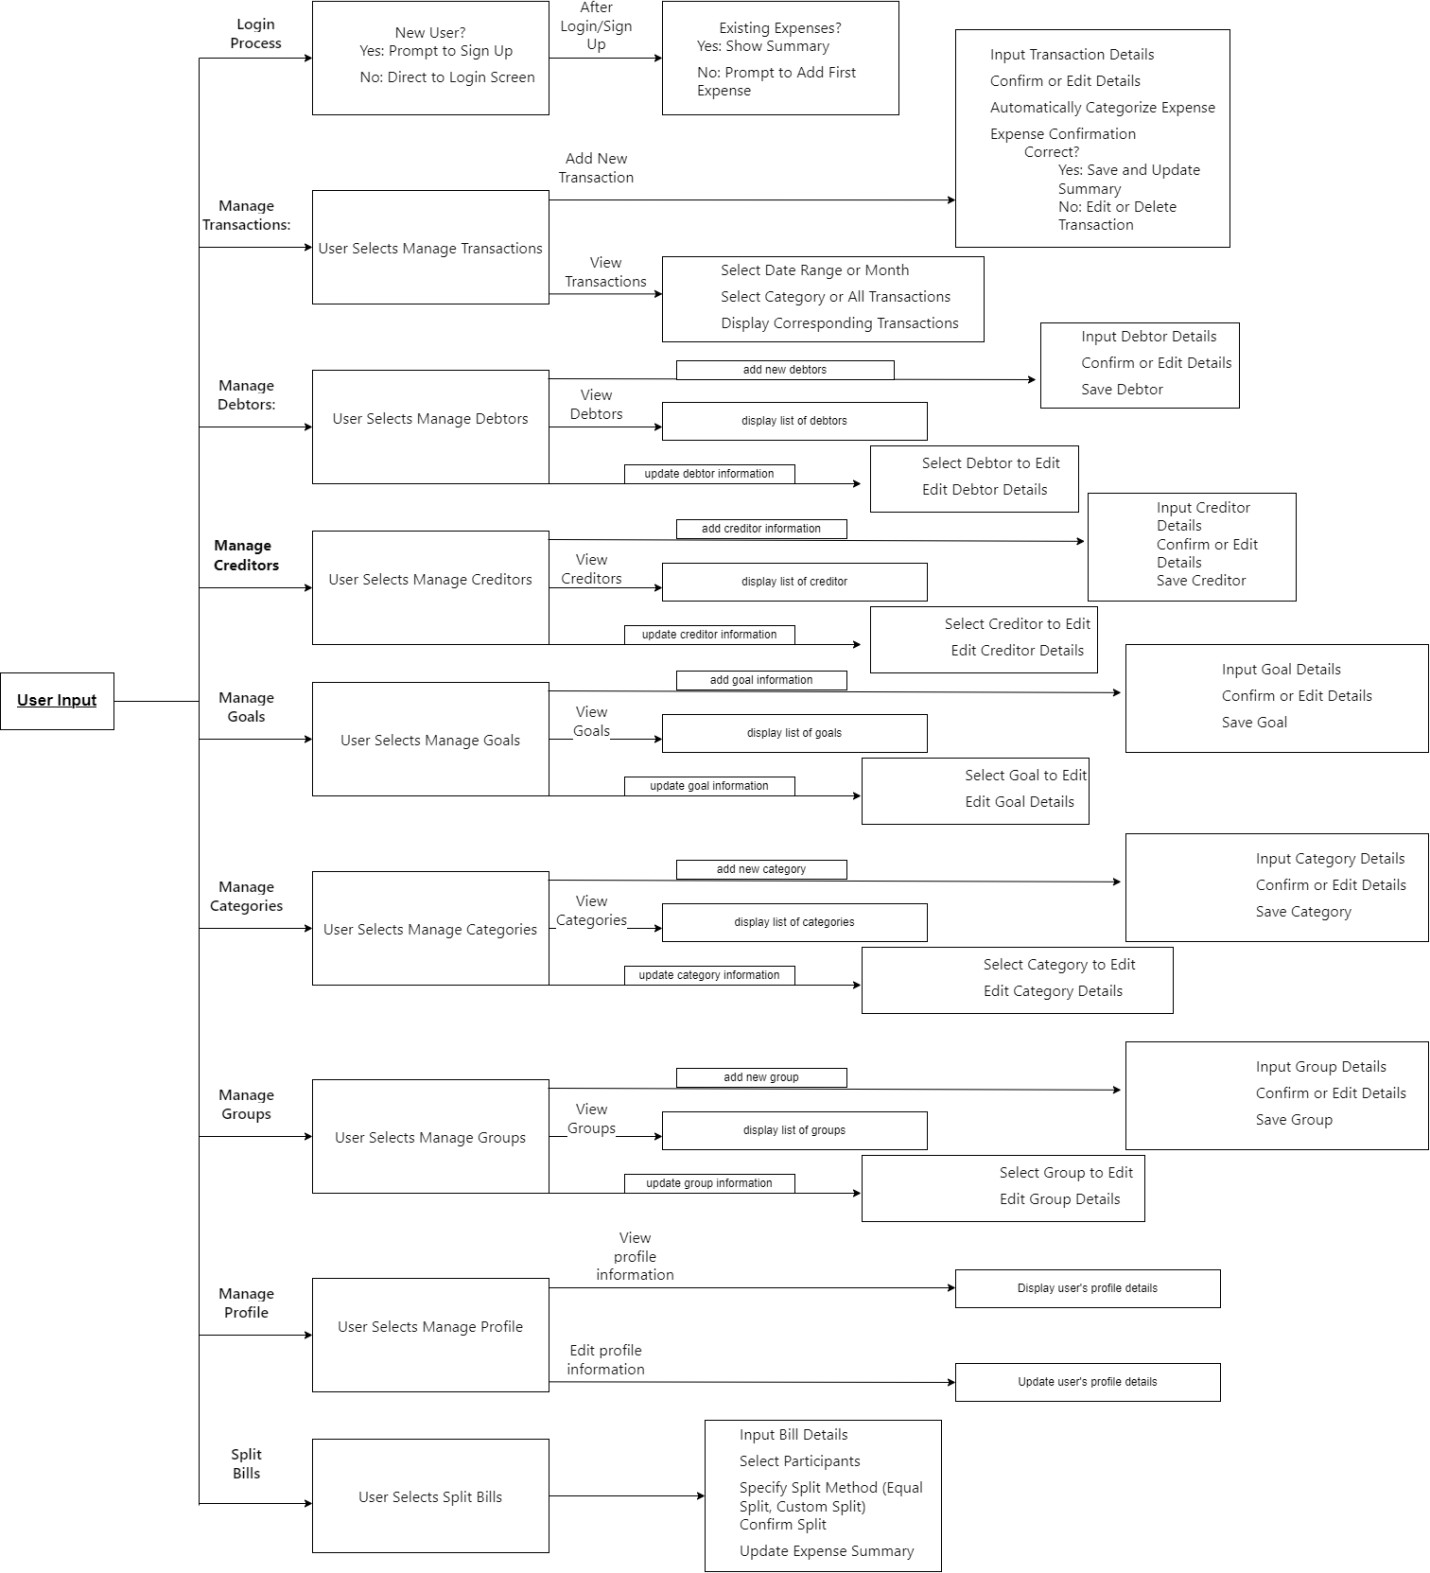 Login
Process
New User?
Yes: Prompt to Sign Up
No: Direct to Login Screen
After
Login/Sign
Up
Existing Expenses?
Yes: Show Summary
No: Prompt to Add First
Expense
Input Transaction Details
Confirm or Edit Details
Automatically Categorize Expense
Expense Confirmation
Correct?
Yes: Save and Update
Summary
No: Edit or Delete
Transaction
Add New
Transaction
Manage
Transactions:
User Selects Manage Transactions
View
Transactions
Select Date Range or Month
Select Category or All Transactions
Display Corresponding Transactions
Manage
Debtors:
User Selects Manage Debtors
add new debtors
Input Debtor Details
Confirm or Edit Details
Save Debtor
View
Debtors
display list of debtors
update debtor information
Select Debtor to Edit
Edit Debtor Details
Manage
Creditors
User Selects Manage Creditors
add creditor information
Input Creditor
Details
Confirm or Edit
Details
Save Creditor
View
Creditors
display list of creditor
update creditor information
Select Creditor to Edit
Edit Creditor Details
User Input
Manage
Goals
User Selects Manage Goals
add goal information
Input Goal Details
Confirm or Edit Details
Save Goal
View
Goals
display list of goals
update goal information
Select Goal to Edit
Edit Goal Details
Manage
Categories
User Selects Manage Categories
add new category
Input Category Details
Confirm or Edit Details
Save Category
View
Categories
display list of categories
update category information
Select Category to Edit
Edit Category Details
Manage
Groups
User Selects Manage Groups
add new group
Input Group Details
Confirm or Edit Details
Save Group
View
Groups
display list of groups
update group information
Select Group to Edit
Edit Group Details
Manage
Profile
User Selects Manage Profile
View
profile
information
Display user's profile details
Edit profile
information
Update user's profile details
Split
Bills
User Selects Split Bills
Input Bill Details
Select Participants
Specify Split Method (Equal
Split, Custom Split)
Confirm Split
Update Expense Summary